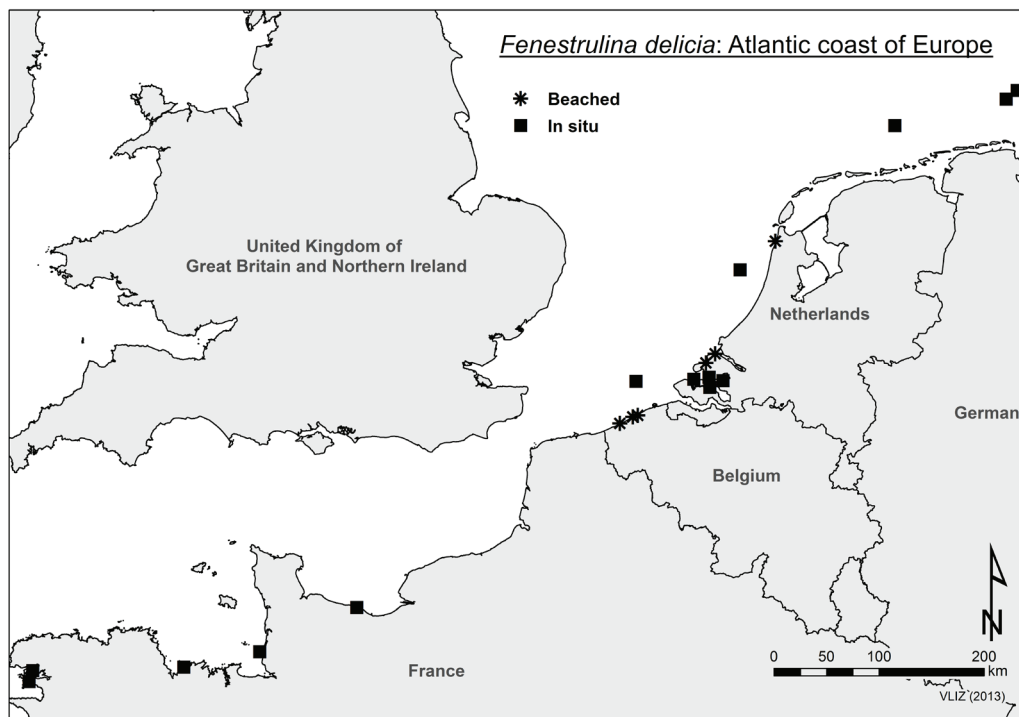 Fenestrulina delicia: Atlantic coast of Europe
Beached
In situ
United Kingdom of
Great Britain and Northern Ireland
Netherlands
German
Belgium
France
N
0 50 100 200
km
VLIZ (2013)